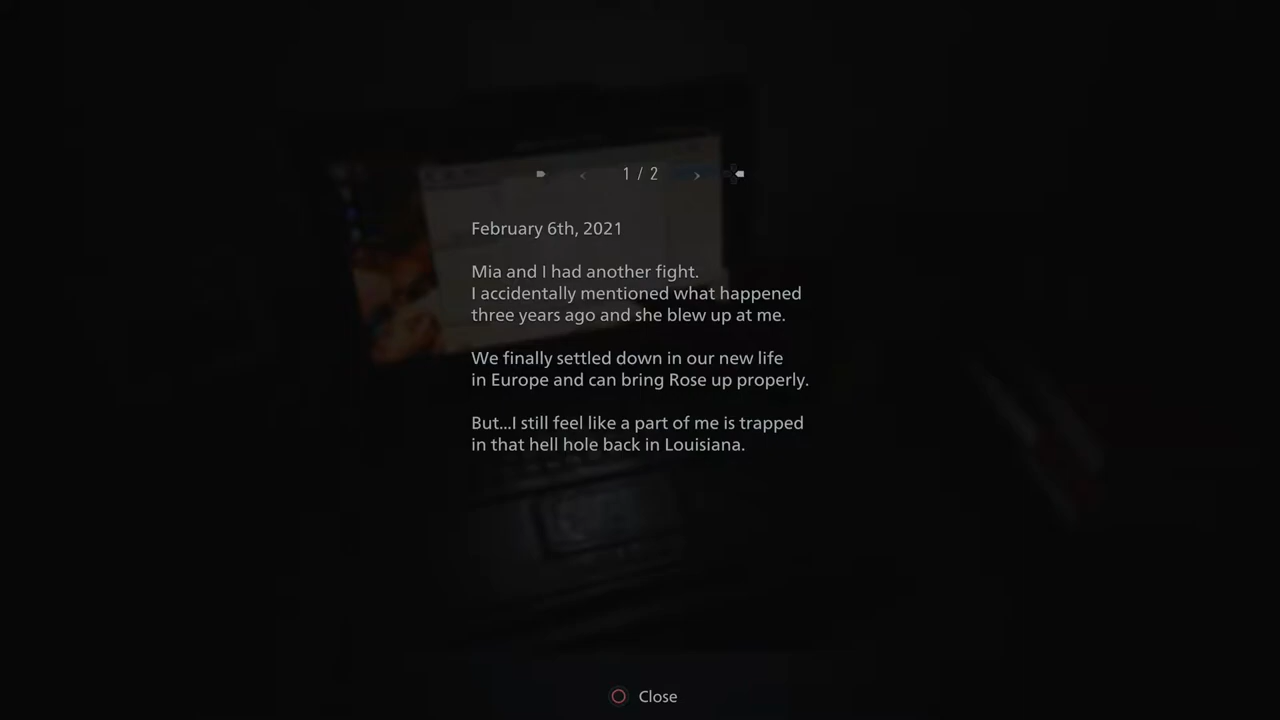 1 / 2
February 6th, 2021
Mia and I had another fight.
I accidentally mentioned what happened
three years ago and she blew up at me.
We finally settled down in our new life
in Europe and can bring Rose up properly.
But...I still feel like a part of me is trapped
in that hell hole back in Louisiana.
Close